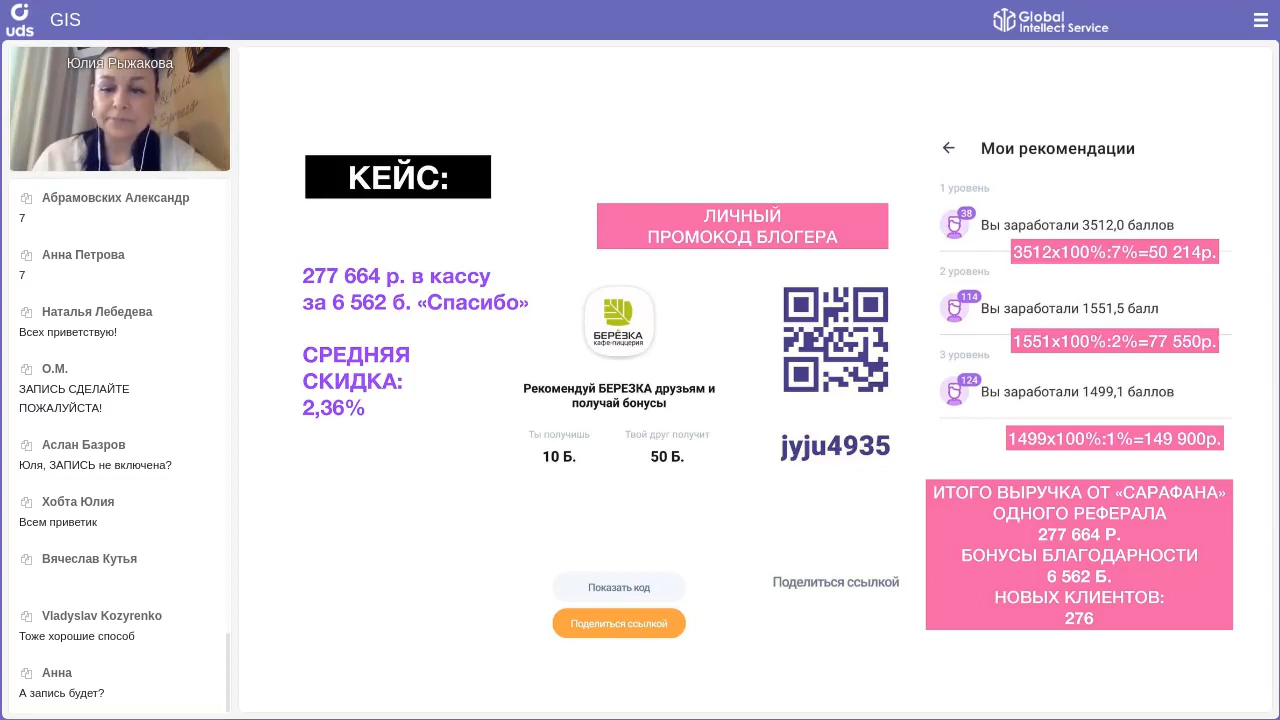 uds
GIS
Global
Intellect Service
Юлия Рыжакова
Абрамовских Александр
7
Анна Петрова
7
Наталья Лебедева
Всех приветствую!
О.М.
ЗАПИСЬ СДЕЛАЙТЕ
ПОЖАЛУЙСТА!
Аслан Базров
Юля, ЗАПИСЬ не включена?
Хобта Юлия
Всем приветик
Вячеслав Кутья
Vladyslav Kozyrenko
Тоже хорошие способ
Анна
А запись будет?
КЕЙС:
277 664 р. в кассу
за 6 562 б. «Спасибо»
СРЕДНЯЯ
СКИДКА:
2,36%
ЛИЧНЫЙ
ПРОМОКОД БЛОГЕРА
БЕРЁЗКА
кафе-пиццерия
Рекомендуй БЕРЕЗКА друзьям и
получай бонусы
Ты получишь
10 Б.
Твой друг получит
50 Б.
Показать код
Поделиться ссылкой
jyju4935
Поделиться ссылкой
Мои рекомендации
1 уровень
38
Вы заработали 3512,0 баллов
3512х100%:7%=50 214р.
2 уровень
114
Вы заработали 1551,5 балл
1551х100%:2%=77 550р.
3 уровень
124
Вы заработали 1499,1 баллов
1499х100%:1%=149 900р.
ИТОГО ВЫРУЧКА ОТ «САРАФАНА»
ОДНОГО РЕФЕРАЛА
277 664 Р.
БОНУСЫ БЛАГОДАРНОСТИ
6 562 Б.
НОВЫХ КЛИЕНТОВ:
276